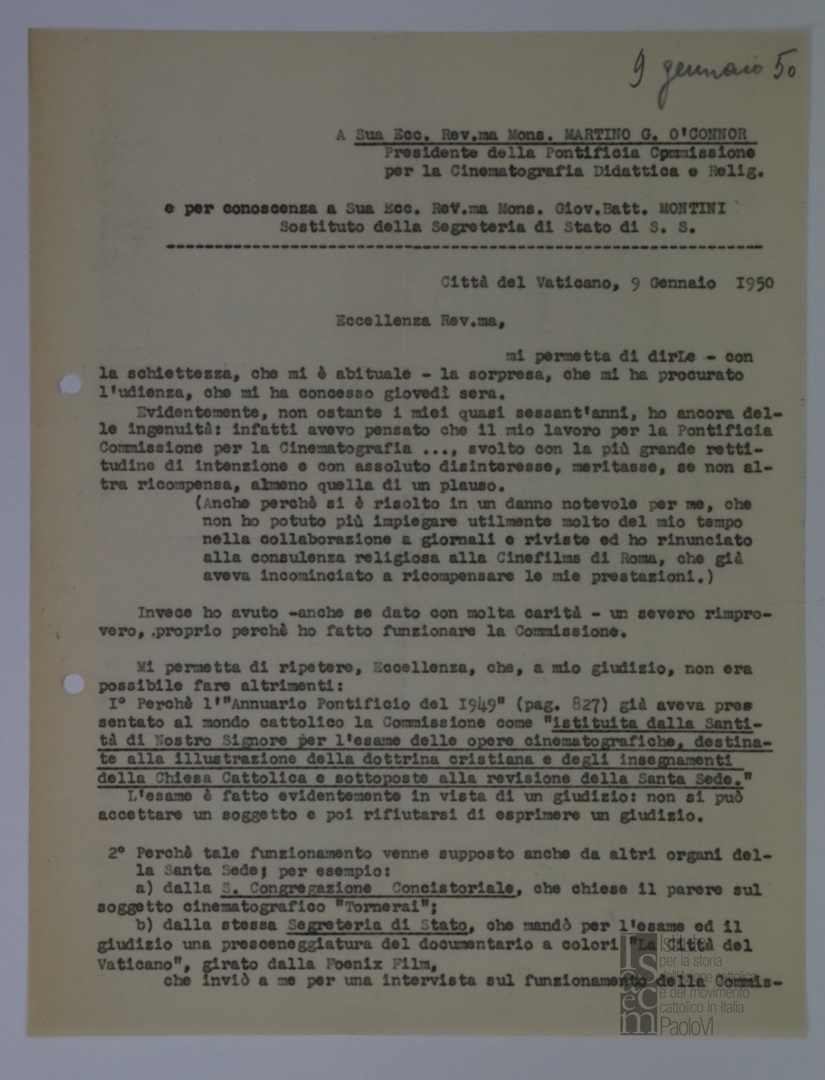 9 gennaio 50
A Sua Ecc. Rev.ma Mons. MARTINO G. O'CONNOR
Presidente della Pontificia Commissione
per la Cinematografia Didattica e Relig.
e per conoscenza a Sua Ecc. Rev.ma Mons. Giov.Batt. MONTINI
Sostituto della Segreteria di Stato di S. S.
Città del Vaticano, 9 Gennaio 1950
Eccellenza Rev.ma,
mi permetta di dirLe - con
la schiettezza, che mi è abituale - la sorpresa, che mi ha procurato
l'udienza, che mi ha concesso giovedì sera.
Evidentemente, non ostante i miei quasi sessant'anni, ho ancora del-
le ingenuità: infatti avevo pensato che il mio lavoro per la Pontificia
Commissione per la Cinematografia ..., svolto con la più grande retti-
tudine di intenzione e con assoluto disinteresse, meritasse, se non al-
tra ricompensa, almeno quella di un plauso.
(Anche perchè si è risolto in un danno notevole per me, che
non ho potuto più impiegare utilmente molto del mio tempo
nella collaborazione a giornali e riviste ed ho rinunciato
alla consulenza religiosa alla Cinefilms di Roma, che già
aveva incominciato a ricompensare le mie prestazioni.)
Invece ho avuto -anche se dato con molta carità - un severo rimpro-
vero, .proprio perchè ho fatto funzionare la Commissione.
Mi permetta di ripetere, Eccellenza, che, a mio giudizio, non era
possibile fare altrimenti:
I° Perchè l'"Annuario Pontificio del I949" (pag. 827) già aveva pres
sentato al mondo cattolico la Commissione come "istituita dalla Santi-
tà di Nostro Signore per l'esame delle opere cinematografiche, destina-
te alla illustrazione della dottrina cristiana e degli insegnamenti
della Chiesa Cattolica e sottoposte alla revisione della Santa Sede."
L'esame è fatto evidentemente in vista di un giudizio: non si può
accettare un soggetto e poi rifiutarsi di esprimere un giudizio.
2° Perchè tale funzionamento venne supposto anche da altri organi del-
la Santa Sede; per esempio:
a) dalla S. Congregazione Concistoriale, che chiese il parere sul
soggetto cinematografico "Tornerai";
b) dalla stessa Segreteria di Stato, che mandò per l'esame ed il
giudizio una presceneggiatura del documentario a colori "La Città del
Vaticano", girato dalla Foenix Film,
che inviò a me per una intervista sul funzionamento della Commis-
Istituto
per la storia
dell'Azione cattolica
e del movimento
cattolico in Italia
PaoloVI